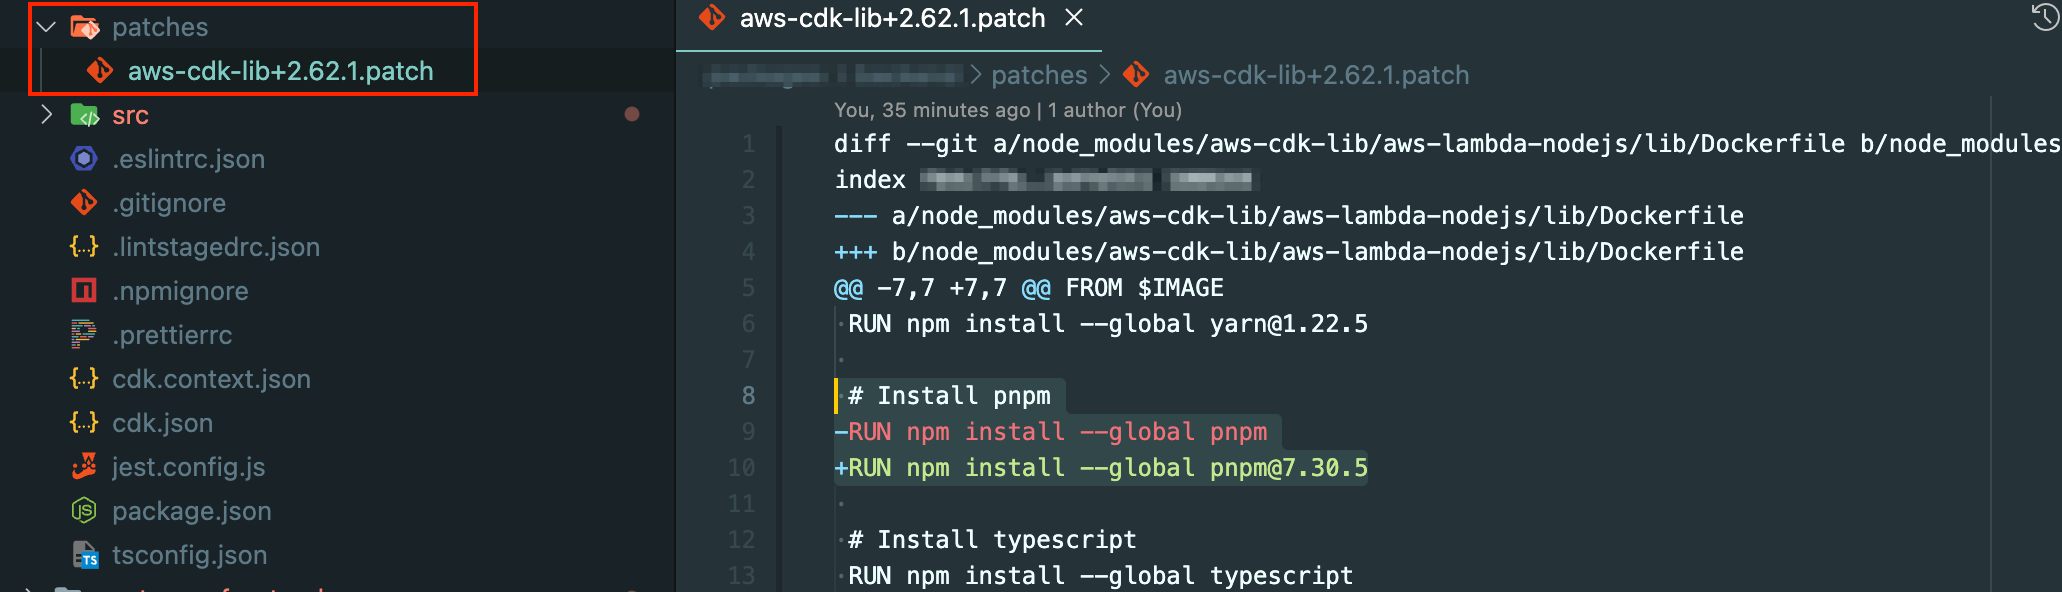 patches
aws-cdk-lib+2.62.1.patch
src
.eslintrc.json
.gitignore
.lintstagedrc.json
.npmignore
.prettierrc
cdk.context.json
cdk.json
jest.config.js
package.json
tsconfig.json
aws-cdk-lib+2.62.1.patch
patches > aws-cdk-lib+2.62.1.patch
You, 35 minutes ago | 1 author (You)
1 diff --git a/node_modules/aws-cdk-lib/aws-lambda-nodejs/lib/Dockerfile b/node_modules
2 index
3 --- a/node_modules/aws-cdk-lib/aws-lambda-nodejs/lib/Dockerfile
4 +++ b/node_modules/aws-cdk-lib/aws-lambda-nodejs/lib/Dockerfile
5 @@ -7,7 +7,7 @@ FROM $IMAGE
6 RUN npm install --global yarn@1.22.5
7
8 # Install pnpm
9 -RUN npm install --global pnpm
10 +RUN npm install --global pnpm@7.30.5
11
12 # Install typescript
13 RUN npm install --global typescript